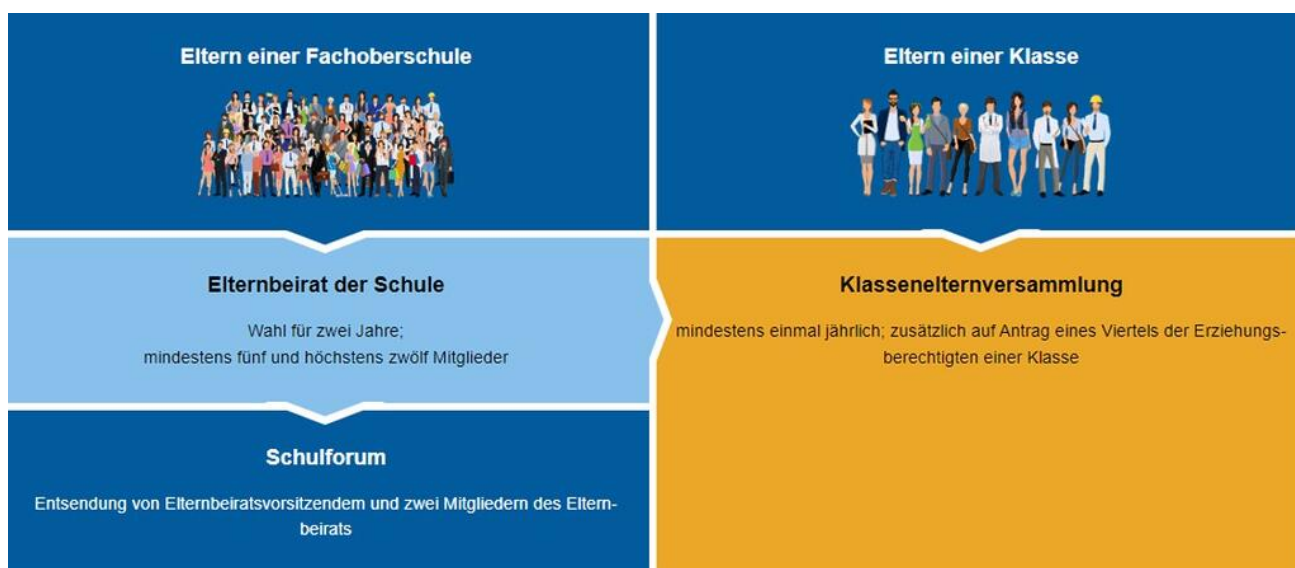 Eltern einer Fachoberschule
Elternbeirat der Schule
Wahl für zwei Jahre;
mindestens fünf und höchstens zwölf Mitglieder
Schulforum
Entsendung von Elternbeiratsvorsitzendem und zwei Mitgliedern des Eltern-
beirats
Eltern einer Klasse
Klassenelternversammlung
mindestens einmal jährlich; zusätzlich auf Antrag eines Viertels der Erziehungs-
berechtigten einer Klasse